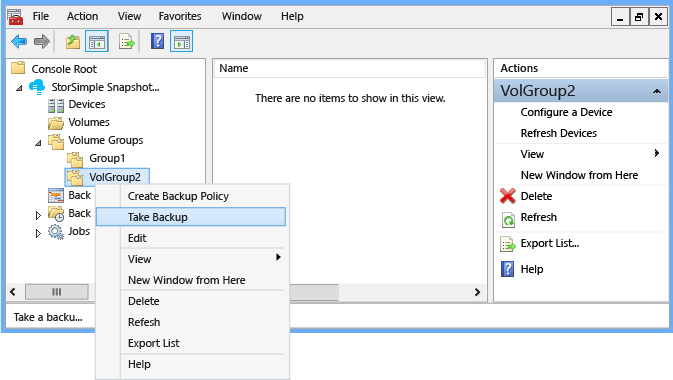 File Action View Favorites Window Help
Console Root
StorSimple Snapshot...
Devices
Volumes
Volume Groups
Group1
VolGroup2
Back
Back
Jobs
Name
There are no items to show in this view.
Create Backup Policy
Take Backup
Edit
View
New Window from Here
Delete
Refesh
Export List
Help
Actions
VolGroup2
Configure a Device
Refresh Devices
View
New Window from Here
Delete
Refresh
Export List...
Help
Take a backu...